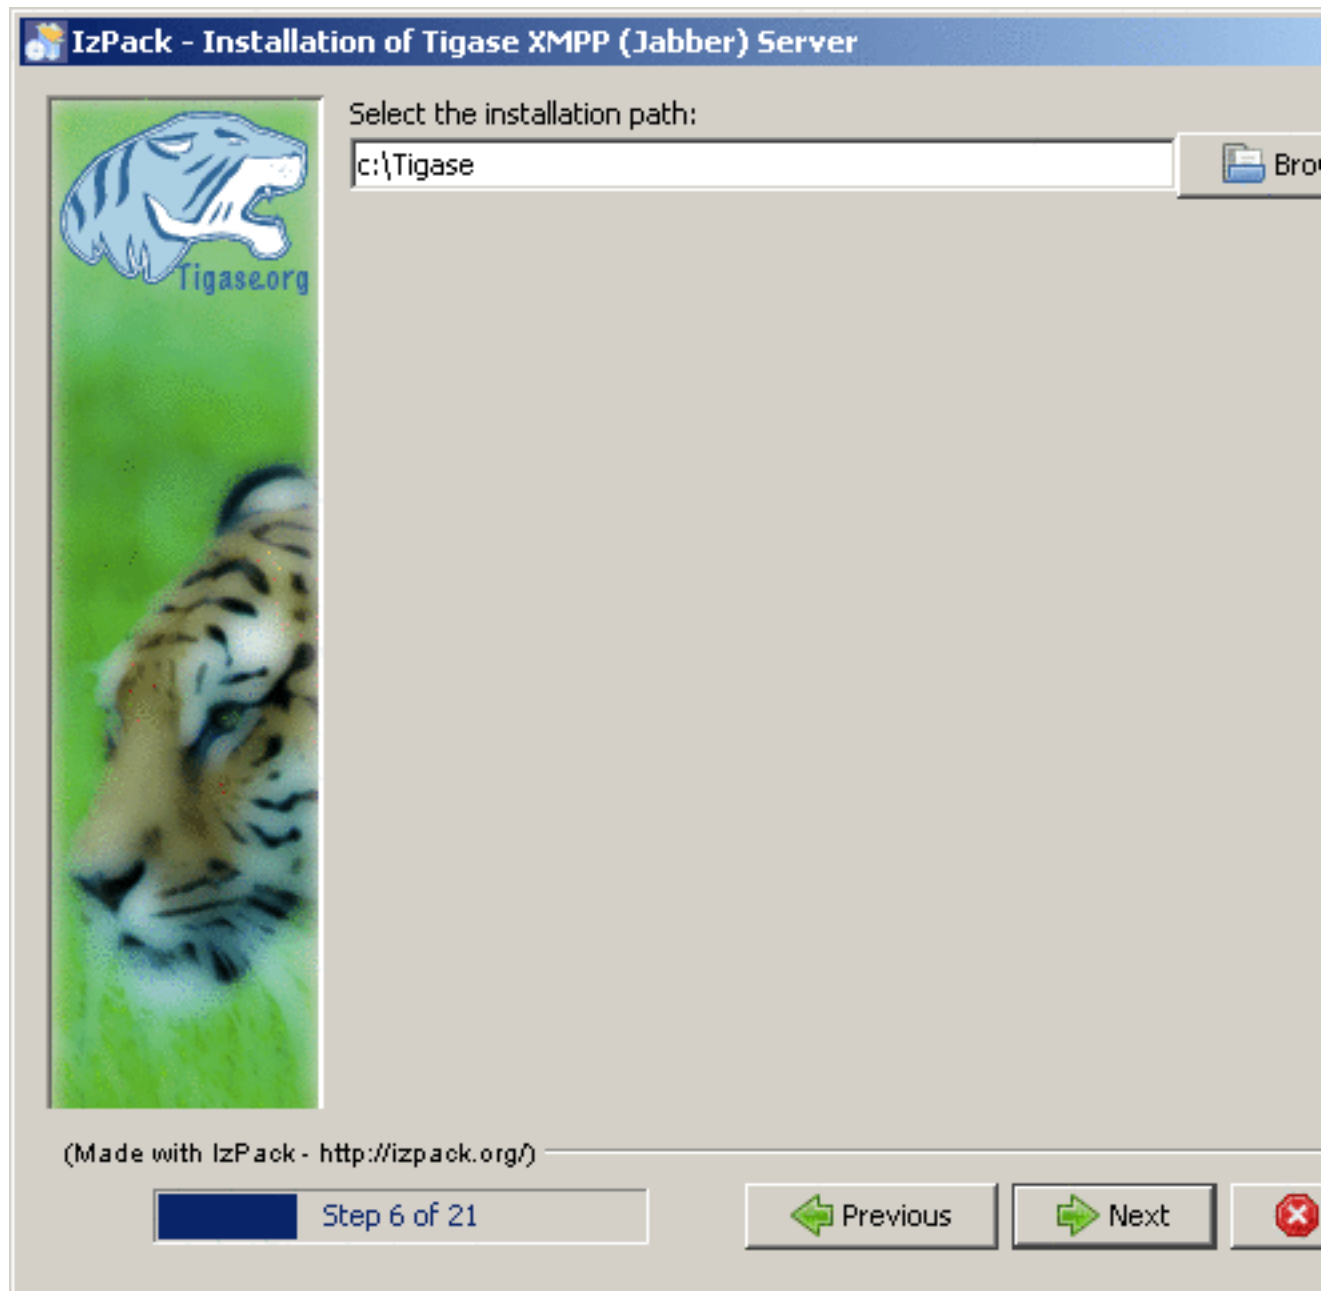 IzPack - Installation of Tigase XMPP (Jabber) Server
Select the installation path:
c:\Tigase
Bro
Tigase.org
(Made with IzPack - http://izpack.org/)
Step 6 of 21
Previous
Next